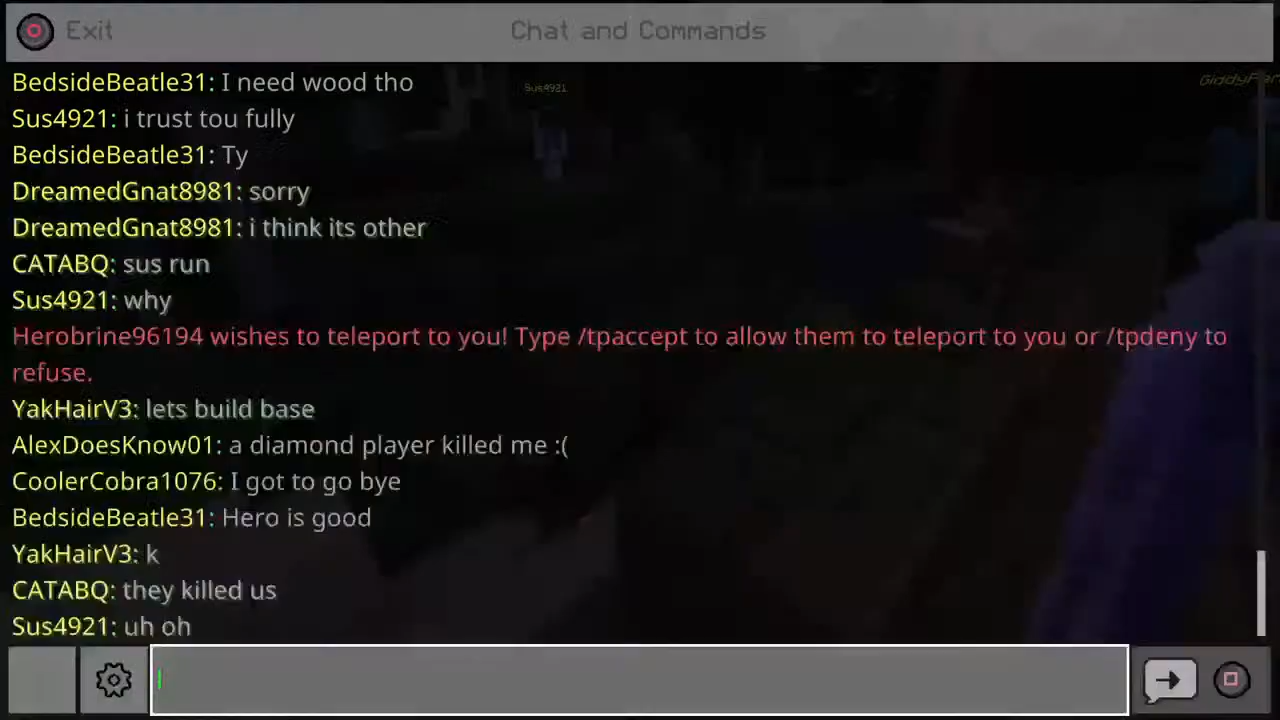 Exit
Chat and Commands
BedsideBeatle31: I need wood tho
Sus4921
Sus4921: i trust tou fully
BedsideBeatle31: Ty
DreamedGnat8981: sorry
DreamedGnat8981: i think its other
CATABQ: sus run
Sus4921: why
Herobrine96194 wishes to teleport to you! Type /tpaccept to allow them to teleport to you or /tpdeny to
refuse.
YakHairV3: lets build base
AlexDoesKnow01: a diamond player killed me :(
CoolerCobra1076: I got to go bye
BedsideBeatle31: Hero is good
YakHairV3: k
CATABQ: they killed us
Sus4921: uh oh